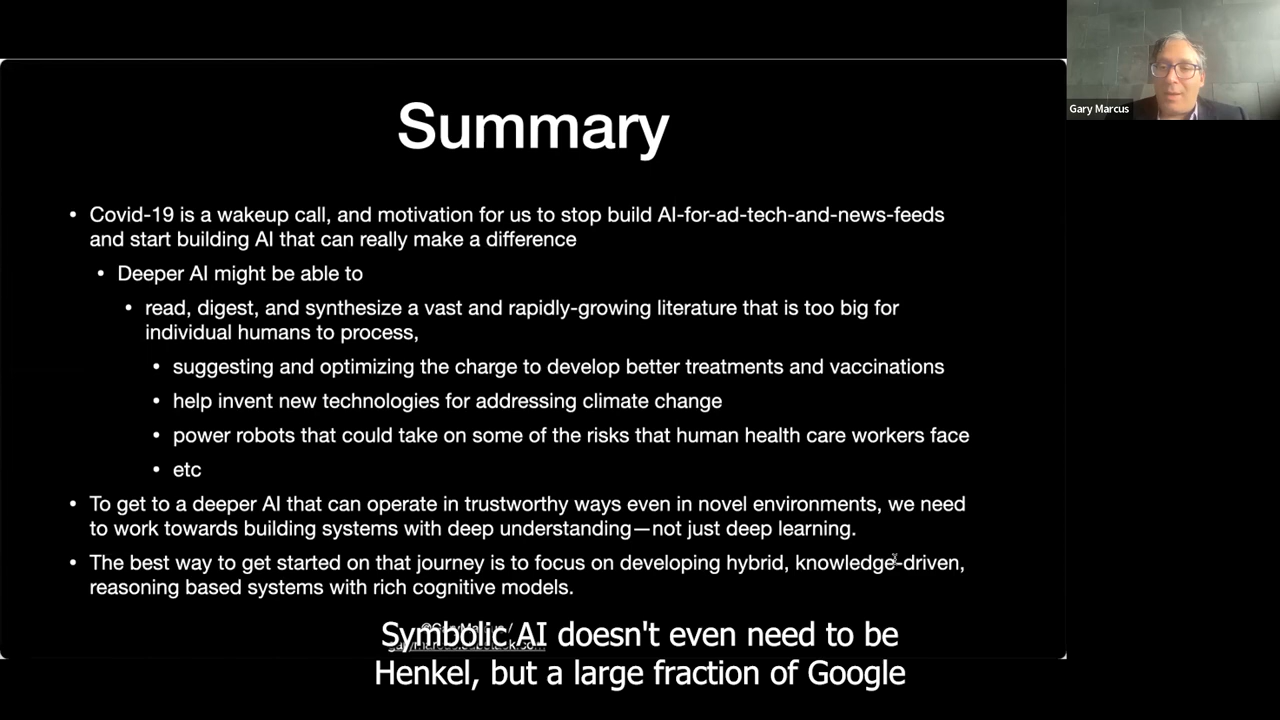 Gary Marcus
Summary
• Covid-19 is a wakeup call, and motivation for us to stop build AI-for-ad-tech-and-news-feeds
and start building AI that can really make a difference
• Deeper AI might be able to
• read, digest, and synthesize a vast and rapidly-growing literature that is too big for
individual humans to process,
• suggesting and optimizing the charge to develop better treatments and vaccinations
• help invent new technologies for addressing climate change
• power robots that could take on some of the risks that human health care workers face
• etc
• To get to a deeper AI that can operate in trustworthy ways even in novel environments, we need
to work towards building systems with deep understanding—not just deep learning.
• The best way to get started on that journey is to focus on developing hybrid, knowledge-driven,
reasoning based systems with rich cognitive models.
Symbolic AI doesn't even need to be
Henkel, but a large fraction of Google